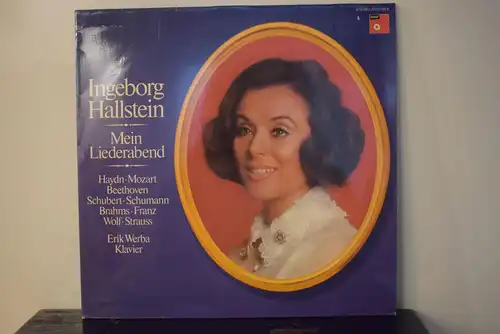 Ingeborg
Hallstein
Mein
Liederabend
Haydn · Mozart
Beethoven
Schubert · Schumann
Brahms · Franz
Wolf · Strauss
Erik Werba
Klavier